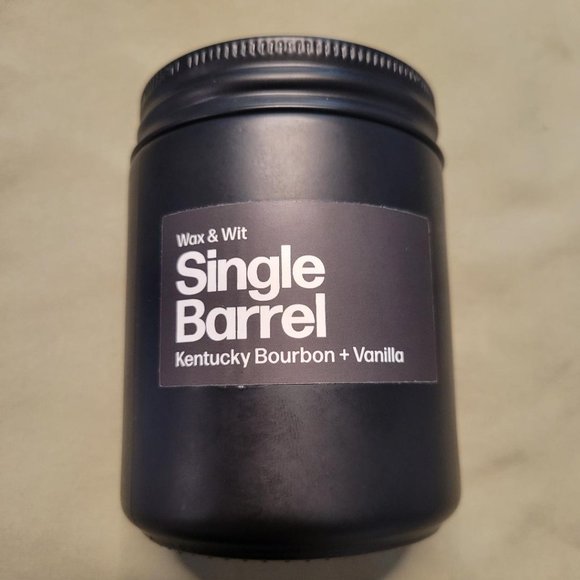 Wax & Wit
Single
Barrel
Kentucky Bourbon + Vanilla